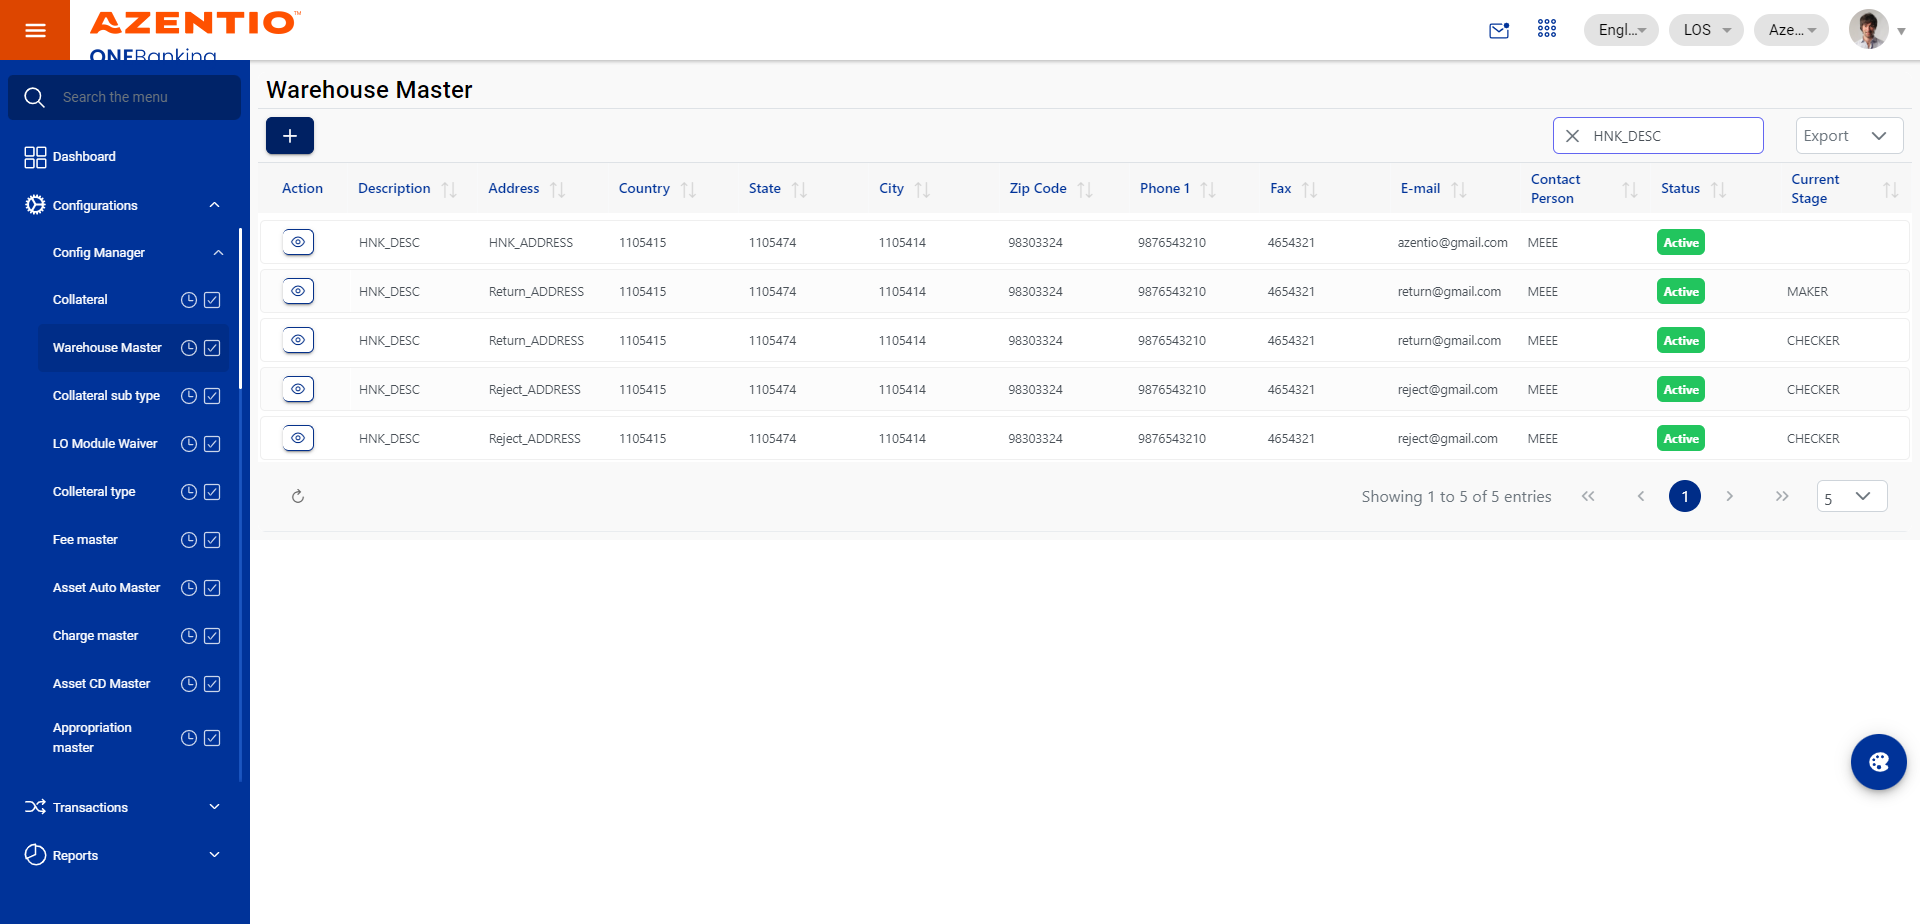 AZENTIO™
ONEBanking
Engl...
LOS
Aze...
Search the menu
Dashboard
Configurations
Config Manager
Collateral
Warehouse Master
Collateral sub type
LO Module Waiver
Colleteral type
Fee master
Asset Auto Master
Charge master
Asset CD Master
Appropriation
master
Transactions
Reports
Warehouse Master
+
HNK_DESC
Export
Action Description Address Country State City Zip Code Phone 1 Fax E-mail Contact Person Status Current Stage
HNK_DESC HNK_ADDRESS 1105415 1105474 1105414 98303324 9876543210 4654321 azentio@gmail.com MEEE Active
HNK_DESC Return_ADDRESS 1105415 1105474 1105414 98303324 9876543210 4654321 return@gmail.com MEEE Active MAKER
HNK_DESC Return_ADDRESS 1105415 1105474 1105414 98303324 9876543210 4654321 return@gmail.com MEEE Active CHECKER
HNK_DESC Reject_ADDRESS 1105415 1105474 1105414 98303324 9876543210 4654321 reject@gmail.com MEEE Active CHECKER
HNK_DESC Reject_ADDRESS 1105415 1105474 1105414 98303324 9876543210 4654321 reject@gmail.com MEEE Active CHECKER
Showing 1 to 5 of 5 entries
1
5